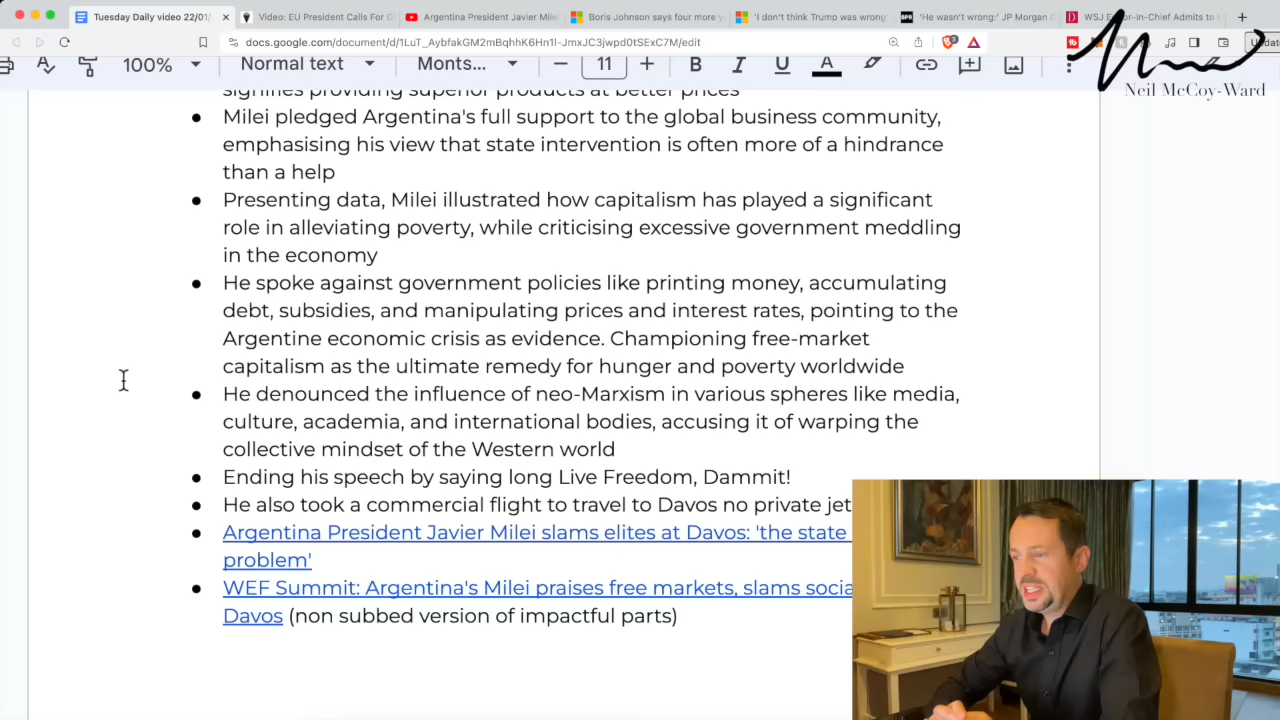 Tuesday Daily video 22/01/
Video: EU President Calls For Gl
Argentina President Javier Mile
Boris Johnson says four more y
'I don't think Trump was wrong'
'He wasn't wrong:' JP Morgan D
WSJ Editor-In-Chief Admits to
docs.google.com/document/d/1LuT_AybfakGM2mBqhhK6Hn1l-JmxJC3jwpd0tSExC7M/edit
100% Normal text Monts... 11 B I U A
Neil McCoy-Ward
signifies providing superior products at better prices
● Milei pledged Argentina's full support to the global business community,
emphasising his view that state intervention is often more of a hindrance
than a help
● Presenting data, Milei illustrated how capitalism has played a significant
role in alleviating poverty, while criticising excessive government meddling
in the economy
● He spoke against government policies like printing money, accumulating
debt, subsidies, and manipulating prices and interest rates, pointing to the
Argentine economic crisis as evidence. Championing free-market
capitalism as the ultimate remedy for hunger and poverty worldwide
● He denounced the influence of neo-Marxism in various spheres like media,
culture, academia, and international bodies, accusing it of warping the
collective mindset of the Western world
● Ending his speech by saying long Live Freedom, Dammit!
● He also took a commercial flight to travel to Davos no private jet
● Argentina President Javier Milei slams elites at Davos: 'the state
problem'
● WEF Summit: Argentina's Milei praises free markets, slams socia
Davos (non subbed version of impactful parts)